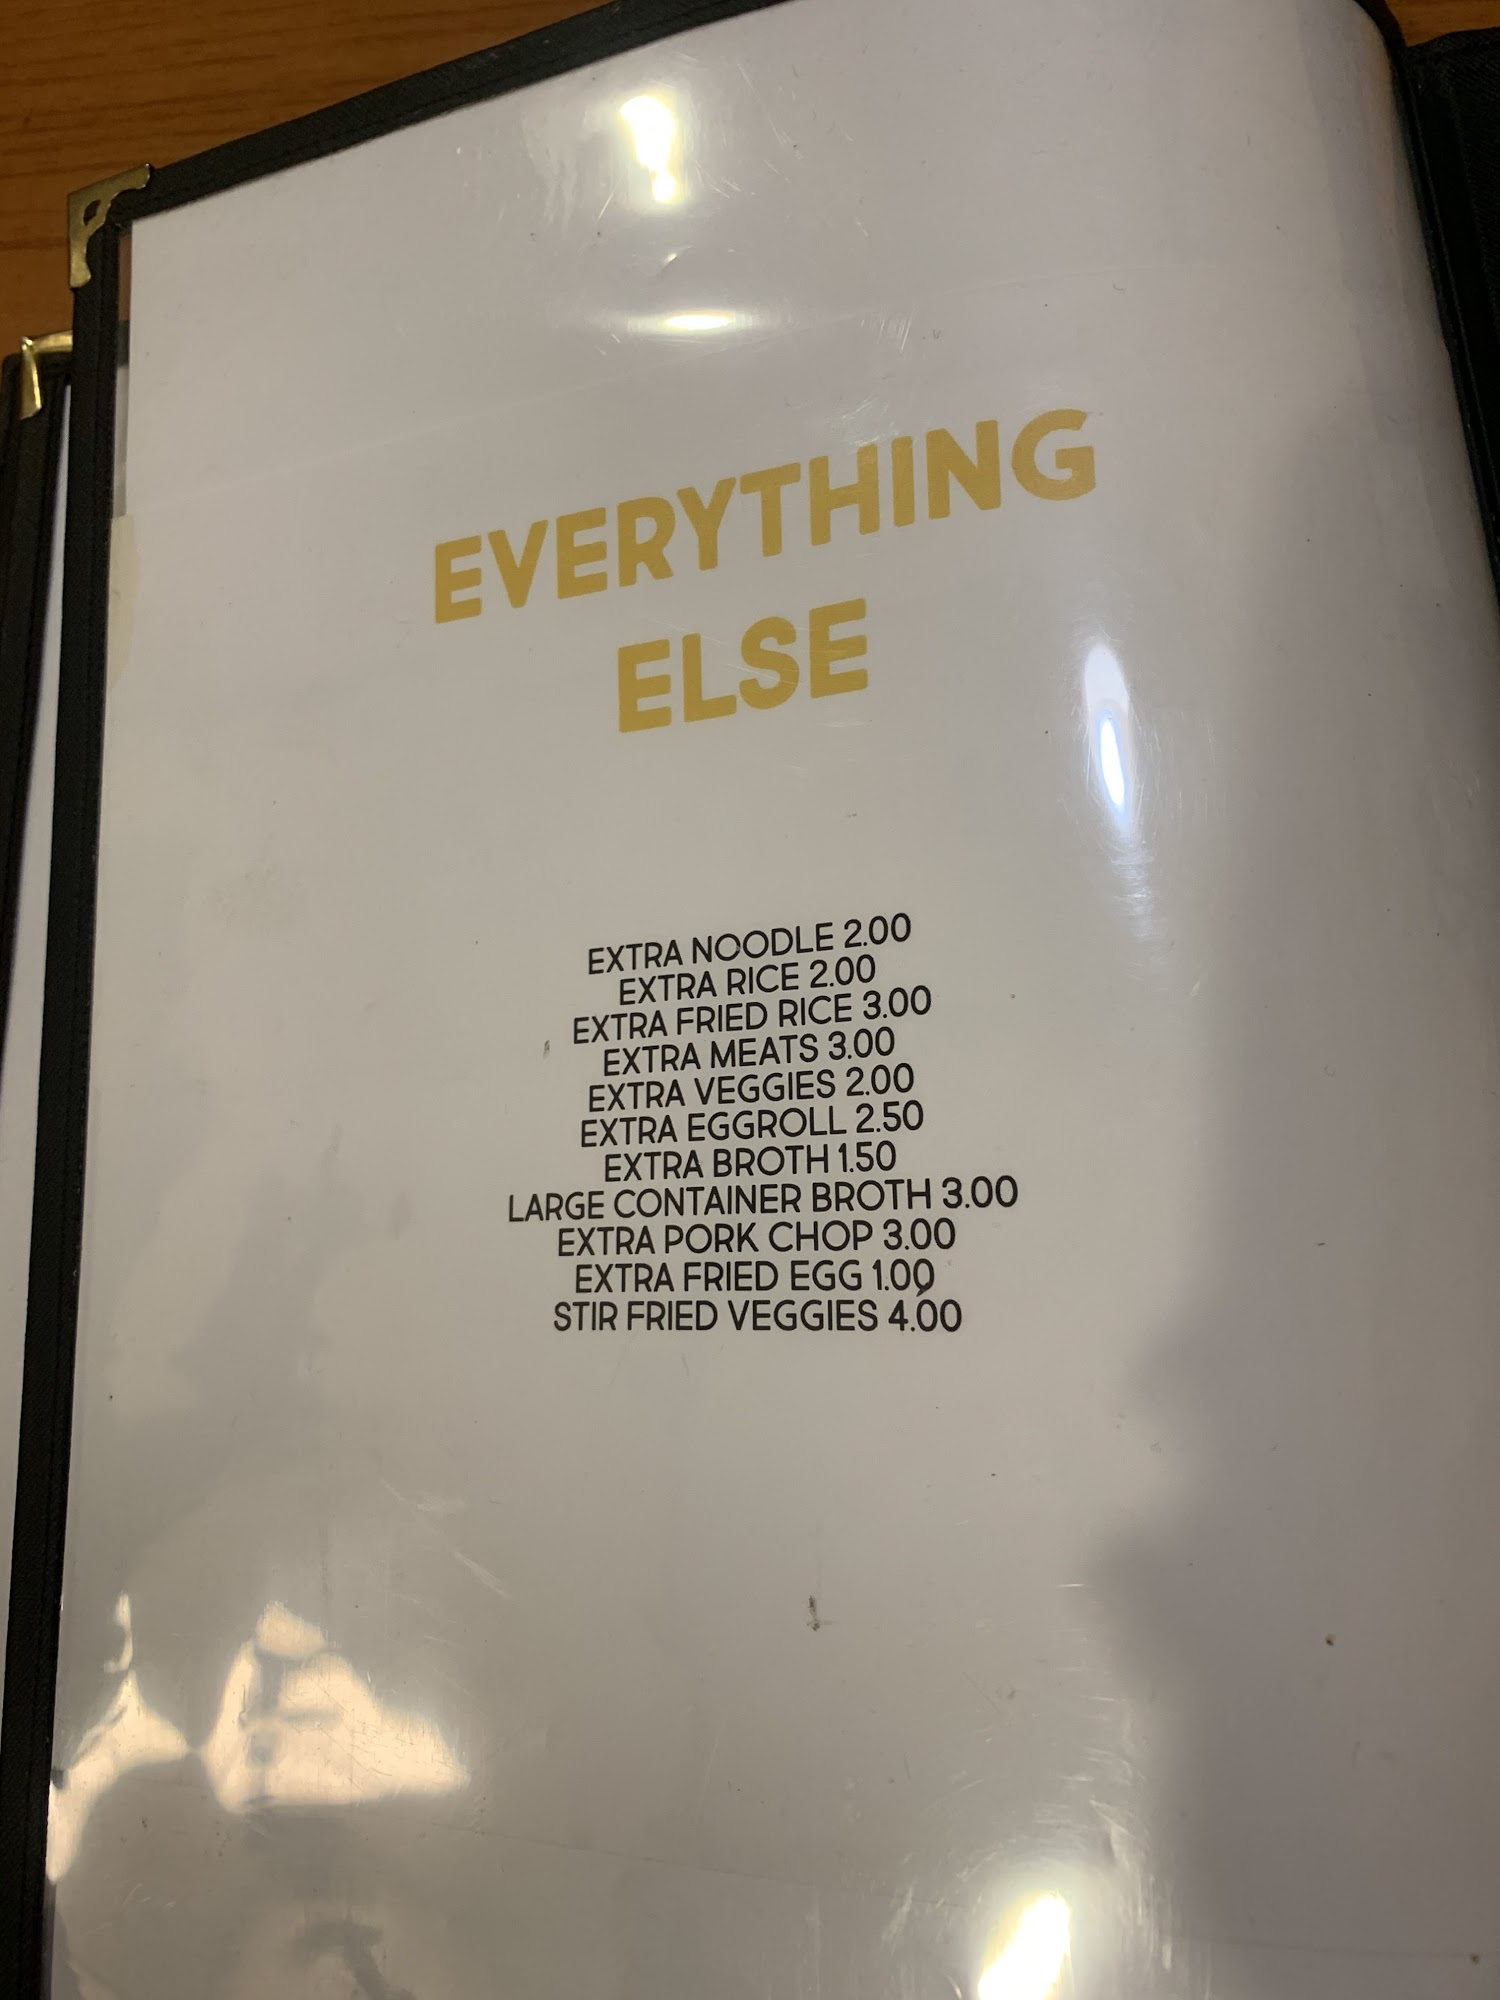 EVERYTHING
ELSE
EXTRA NOODLE 2.00
EXTRA RICE 2.00
EXTRA FRIED RICE 3.00
EXTRA MEATS 3.00
EXTRA VEGGIES 2.00
EXTRA EGGROLL 2.50
EXTRA BROTH 1.50
LARGE CONTAINER BROTH 3.00
EXTRA PORK CHOP 3.00
EXTRA FRIED EGG 1.00
STIR FRIED VEGGIES 4.00